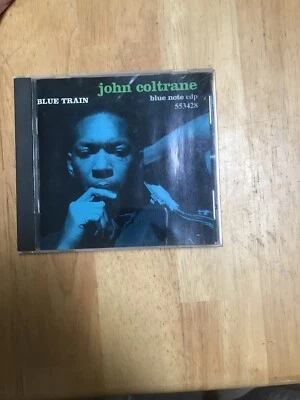 john coltrane
BLUE TRAIN
blue note cdp
553428